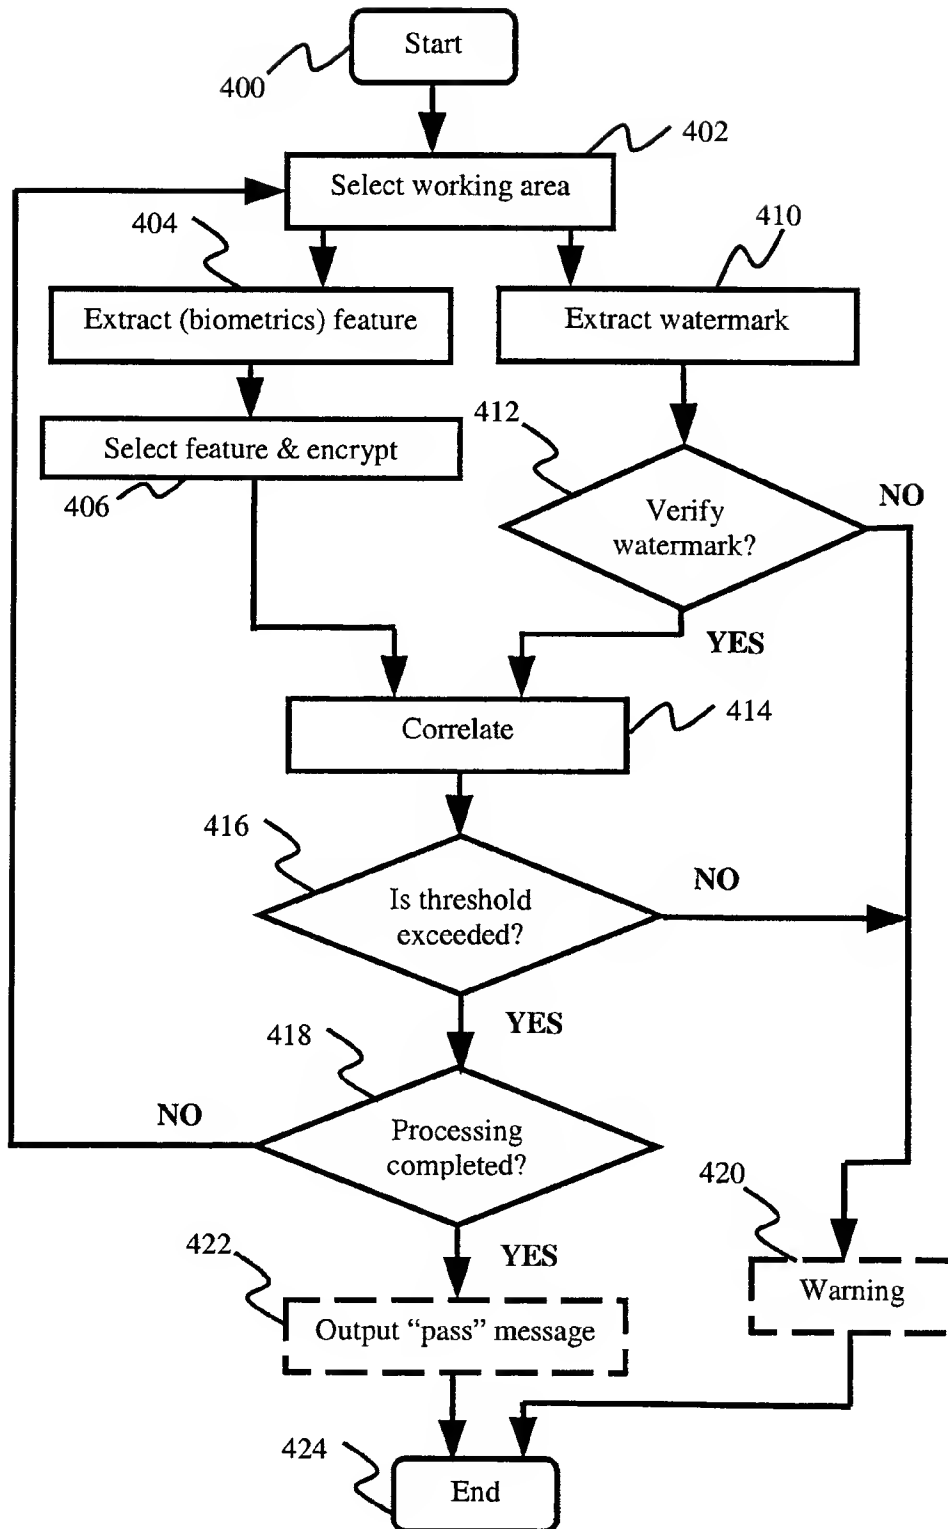 Start
400
402
Select working area
404
410
Extract (biometrics) feature
Extract watermark
412
Select feature & encrypt
406
NO
Verify
watermark?
YES
Correlate
414
416
NO
Is threshold
exceeded?
YES
418
NO
Processing
completed?
420
422
YES
Warning
Output “pass” message
424
End